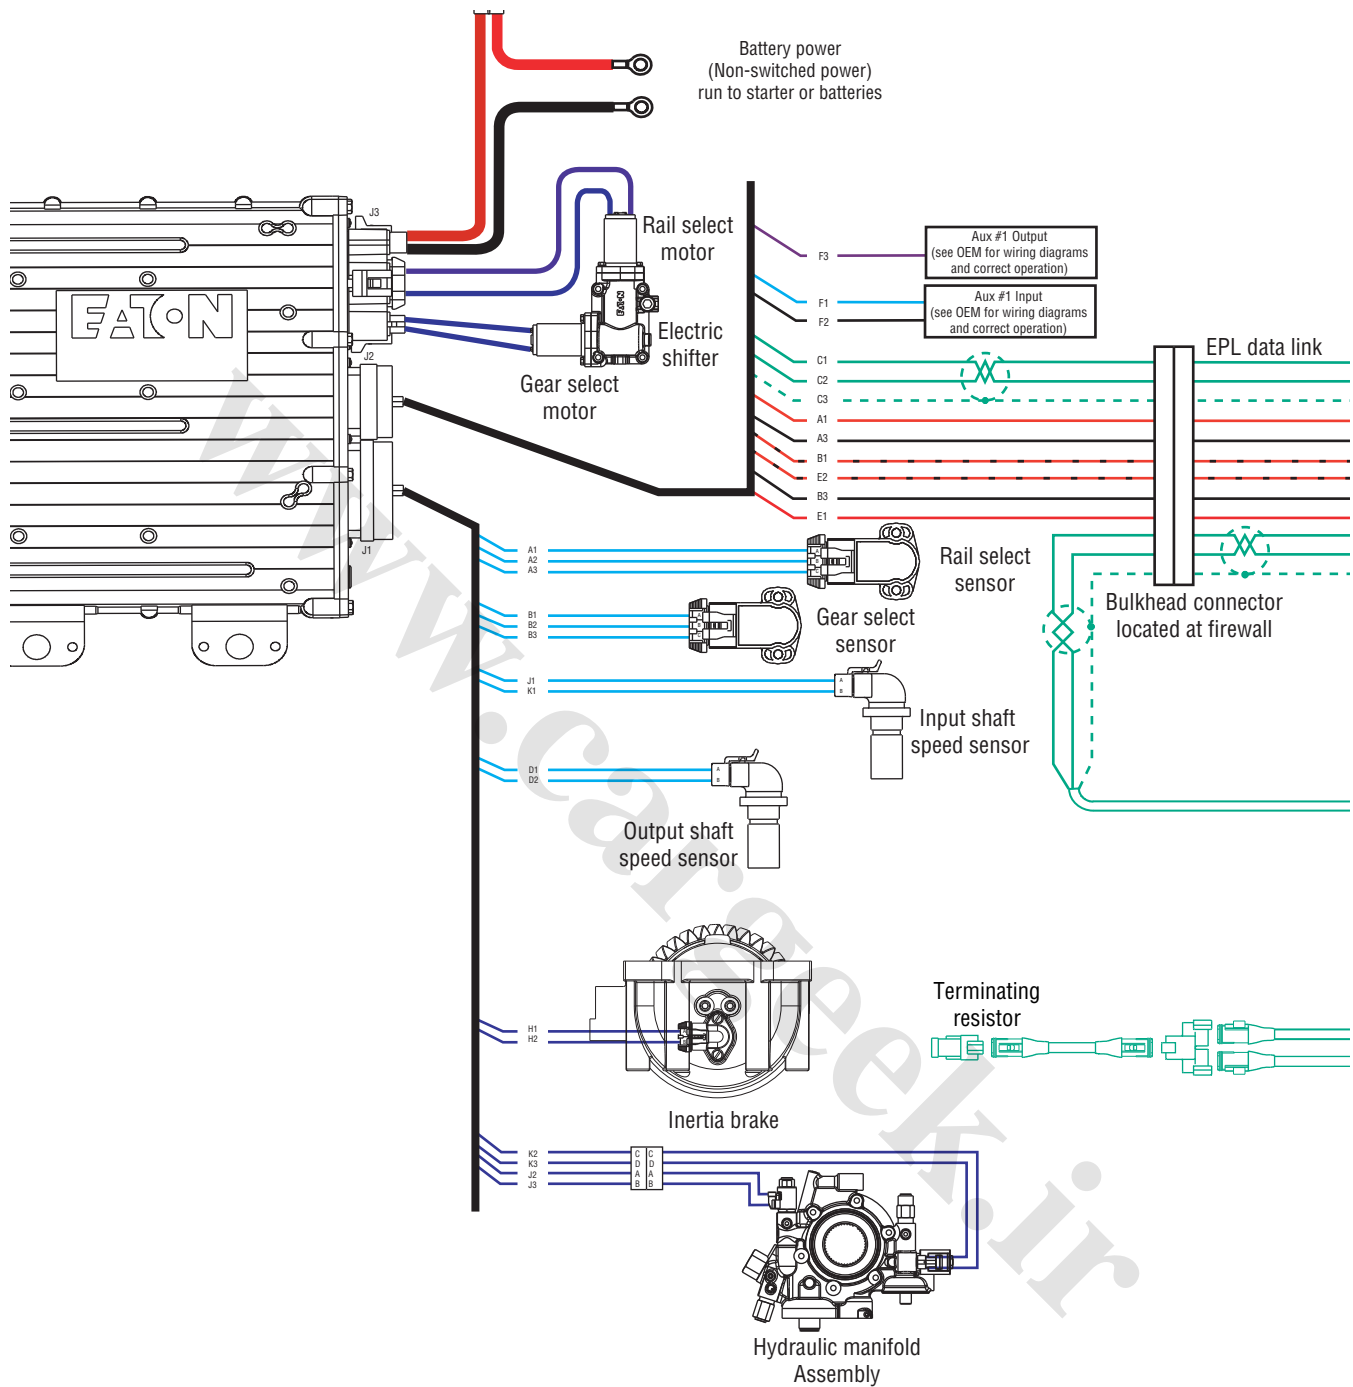 Battery power
(Non-switched power)
run to starter or batteries
J3
Rail select
motor
F3
Aux #1 Output
(see OEM for wiring diagrams
and correct operation)
F1
F2
Aux #1 Input
(see OEM for wiring diagrams
and correct operation)
EATON
EATON
Electric
shifter
J2
Gear select
motor
C1
C2
C3
A1
A3
B1
E2
B3
E1
EPL data link
J1
A1
A2
A3
A
B
C
Rail select
sensor
Bulkhead connector
located at firewall
B1
B2
B3
A
B
C
Gear select
sensor
J1
K1
A
B
Input shaft
speed sensor
D1
D2
A
B
Output shaft
speed sensor
H1
H2
Inertia brake
Terminating
resistor
K2
K3
J2
J3
C C
D D
A A
B B
Hydraulic manifold
Assembly
www.cargeek.ir